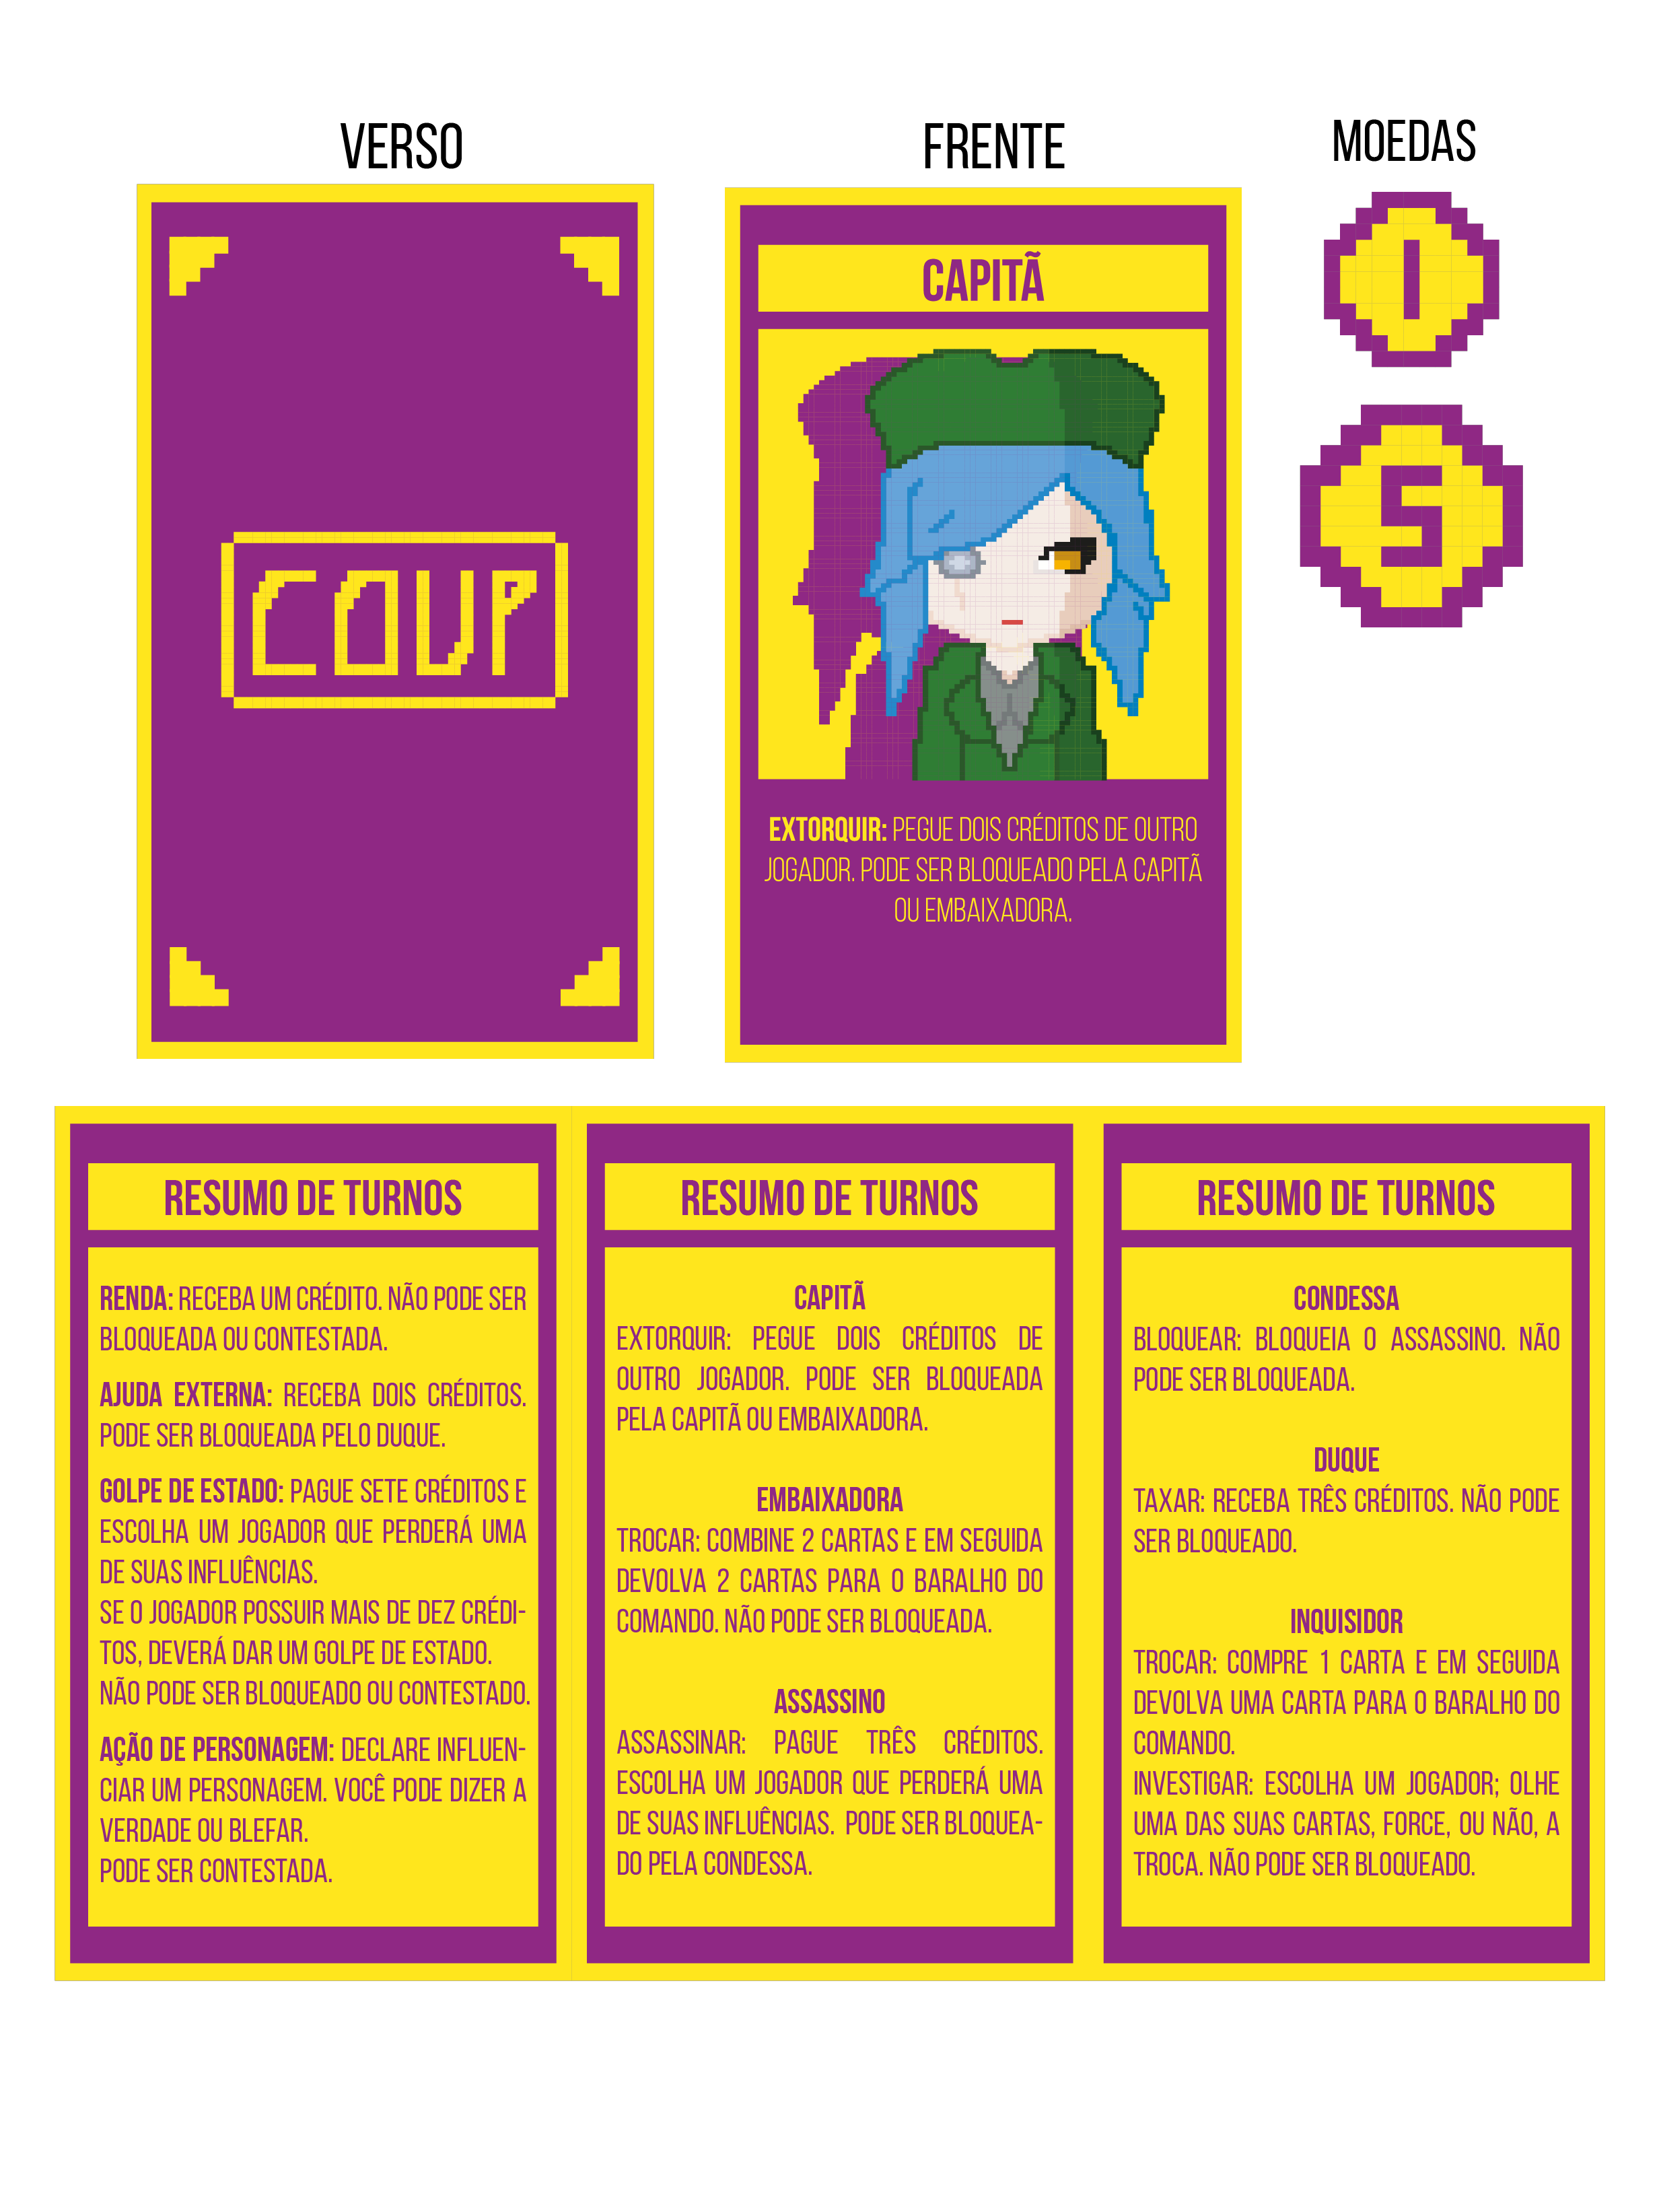 VERSO
FRENTE
MOEDAS
COUP
CAPITÃ
EXTORQUIR: PEGUE DOIS CRÉDITOS DE OUTRO
JOGADOR. PODE SER BLOQUEADO PELA CAPITÃ
OU EMBAIXADORA.
1
5
RESUMO DE TURNOS
RENDA: RECEBA UM CRÉDITO. NÃO PODE SER
BLOQUEADA OU CONTESTADA.
AJUDA EXTERNA: RECEBA DOIS CRÉDITOS.
PODE SER BLOQUEADA PELO DUQUE.
GOLPE DE ESTADO: PAGUE SETE CRÉDITOS E
ESCOLHA UM JOGADOR QUE PERDERÁ UMA
DE SUAS INFLUÊNCIAS.
SE O JOGADOR POSSUIR MAIS DE DEZ CRÉDI-
TOS, DEVERÁ DAR UM GOLPE DE ESTADO.
NÃO PODE SER BLOQUEADO OU CONTESTADO.
AÇÃO DE PERSONAGEM: DECLARE INFLUEN-
CIAR UM PERSONAGEM. VOCÊ PODE DIZER A
VERDADE OU BLEFAR.
PODE SER CONTESTADA.
RESUMO DE TURNOS
CAPITÃ
EXTORQUIR: PEGUE DOIS CRÉDITOS DE
OUTRO JOGADOR. PODE SER BLOQUEADA
PELA CAPITÃ OU EMBAIXADORA.
EMBAIXADORA
TROCAR: COMBINE 2 CARTAS E EM SEGUIDA
DEVOLVA 2 CARTAS PARA O BARALHO DO
COMANDO. NÃO PODE SER BLOQUEADA.
ASSASSINO
ASSASSINAR: PAGUE TRÊS CRÉDITOS.
ESCOLHA UM JOGADOR QUE PERDERÁ UMA
DE SUAS INFLUÊNCIAS. PODE SER BLOQUEA-
DO PELA CONDESSA.
RESUMO DE TURNOS
CONDESSA
BLOQUEAR: BLOQUEIA O ASSASSINO. NÃO
PODE SER BLOQUEADA.
DUQUE
TAXAR: RECEBA TRÊS CRÉDITOS. NÃO PODE
SER BLOQUEADO.
INQUISIDOR
TROCAR: COMPRE 1 CARTA E EM SEGUIDA
DEVOLVA UMA CARTA PARA O BARALHO DO
COMANDO.
INVESTIGAR: ESCOLHA UM JOGADOR; OLHE
UMA DAS SUAS CARTAS, FORCE, OU NÃO, A
TROCA. NÃO PODE SER BLOQUEADO.